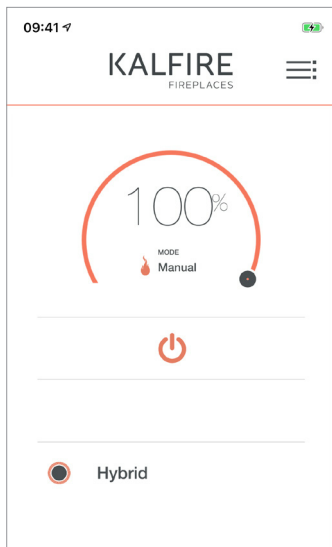 09:41
KALFIRE
FIREPLACES
100%
MODE
Manual
Hybrid